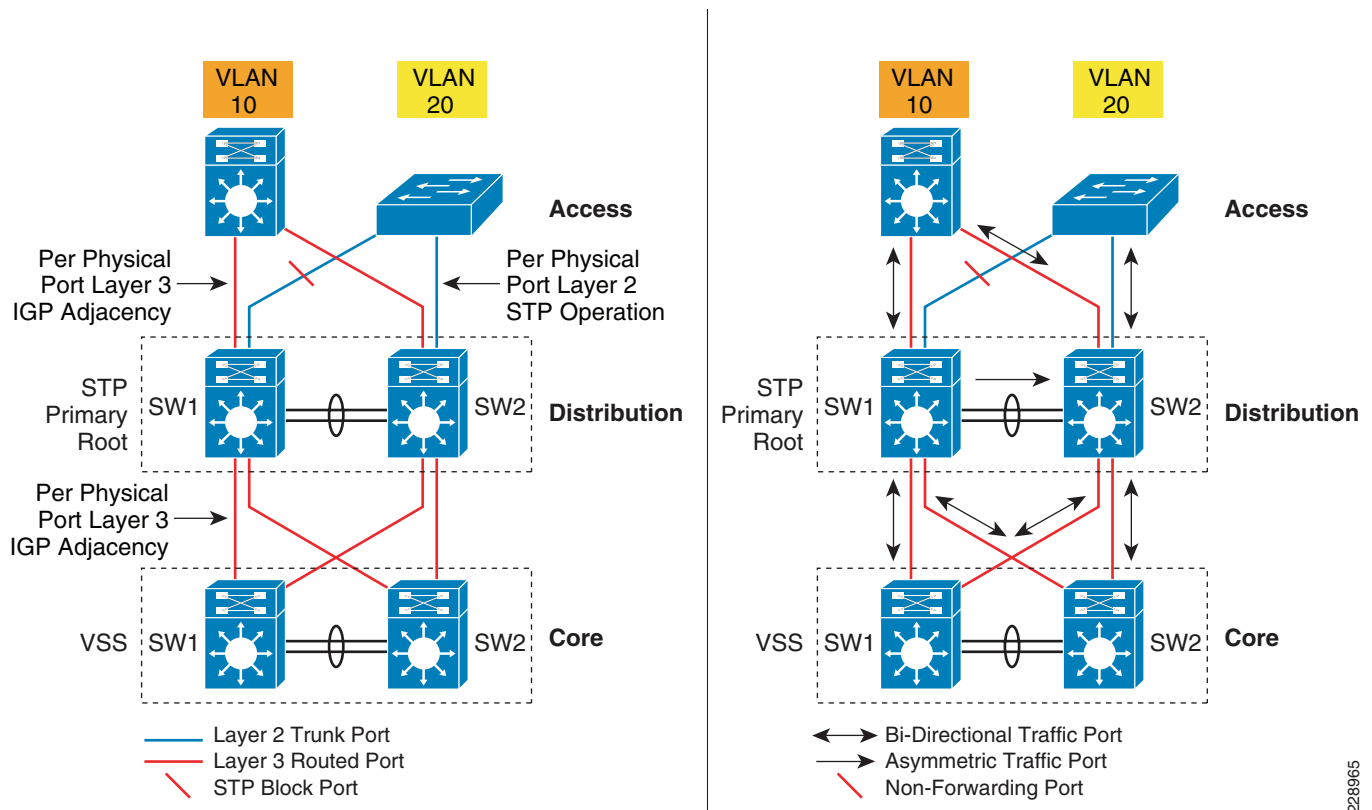 VLAN
10
VLAN
20
Access
Per Physical
Port Layer 3
IGP Adjacency
Per Physical
Port Layer 2
STP Operation
STP
Primary
Root
SW1
SW2
Distribution
Per Physical
Port Layer 3
IGP Adjacency
VSS
SW1
SW2
Core
Layer 2 Trunk Port
Layer 3 Routed Port
STP Block Port
VLAN
10
VLAN
20
Access
STP
Primary
Root
SW1
SW2
Distribution
VSS
SW1
SW2
Core
Bi-Directional Traffic Port
Asymmetric Traffic Port
Non-Forwarding Port
228965